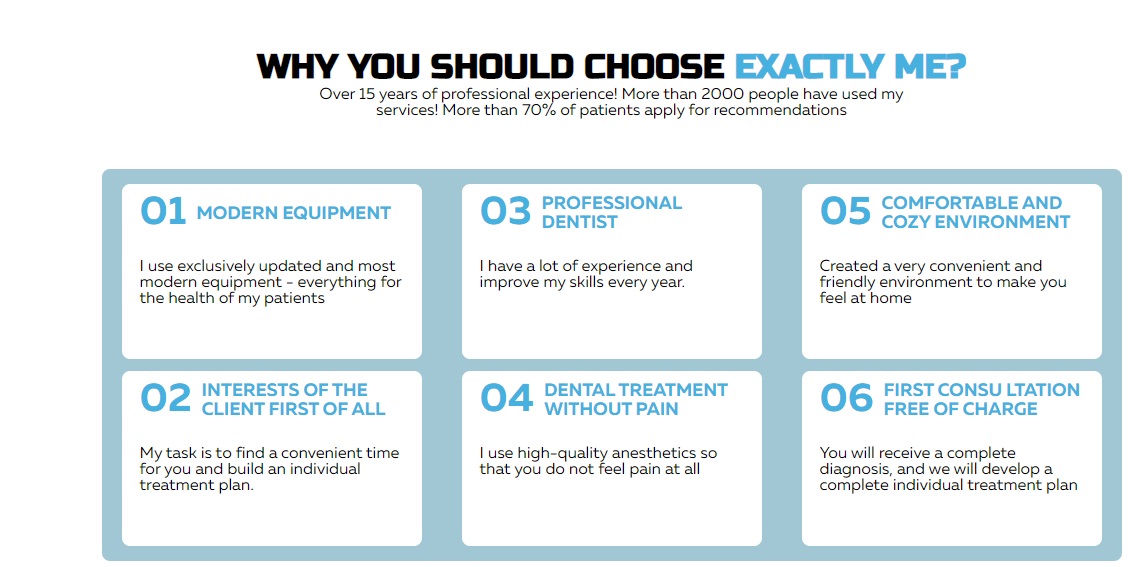 WHY YOU SHOULD CHOOSE EXACTLY ME?
Over 15 years of professional experience! More than 2000 people have used my
services! More than 70% of patients apply for recommendations
01 MODERN EQUIPMENT
I use exclusively updated and most
modern equipment - everything for
the health of my patients
02 INTERESTS OF THE
CLIENT FIRST OF ALL
My task is to find a convenient time
for you and build an individual
treatment plan.
03 PROFESSIONAL
DENTIST
I have a lot of experience and
improve my skills every year.
04 DENTAL TREATMENT
WITHOUT PAIN
I use high-quality anesthetics so
that you do not feel pain at all
05 COMFORTABLE AND
COZY ENVIRONMENT
Created a very convenient and
friendly environment to make you
feel at home
06 FIRST CONSU LTATION
FREE OF CHARGE
You will receive a complete
diagnosis, and we will develop a
complete individual treatment plan